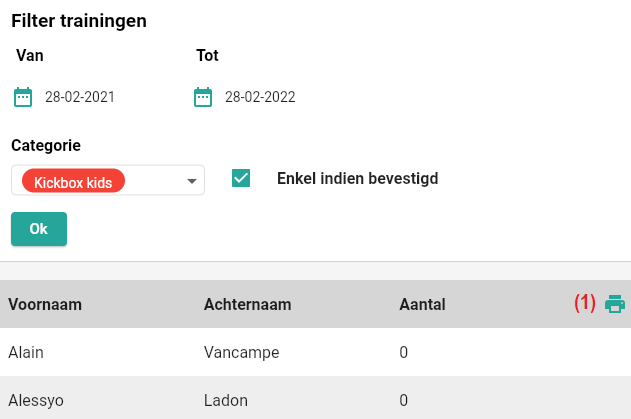 Filter trainingen
Van Tot
28-02-2021 28-02-2022
Categorie
Kickbox kids Enkel indien bevestigd
Ok
Voornaam Achternaam Aantal (1)
Alain Vancampe 0
Alessyo Ladon 0